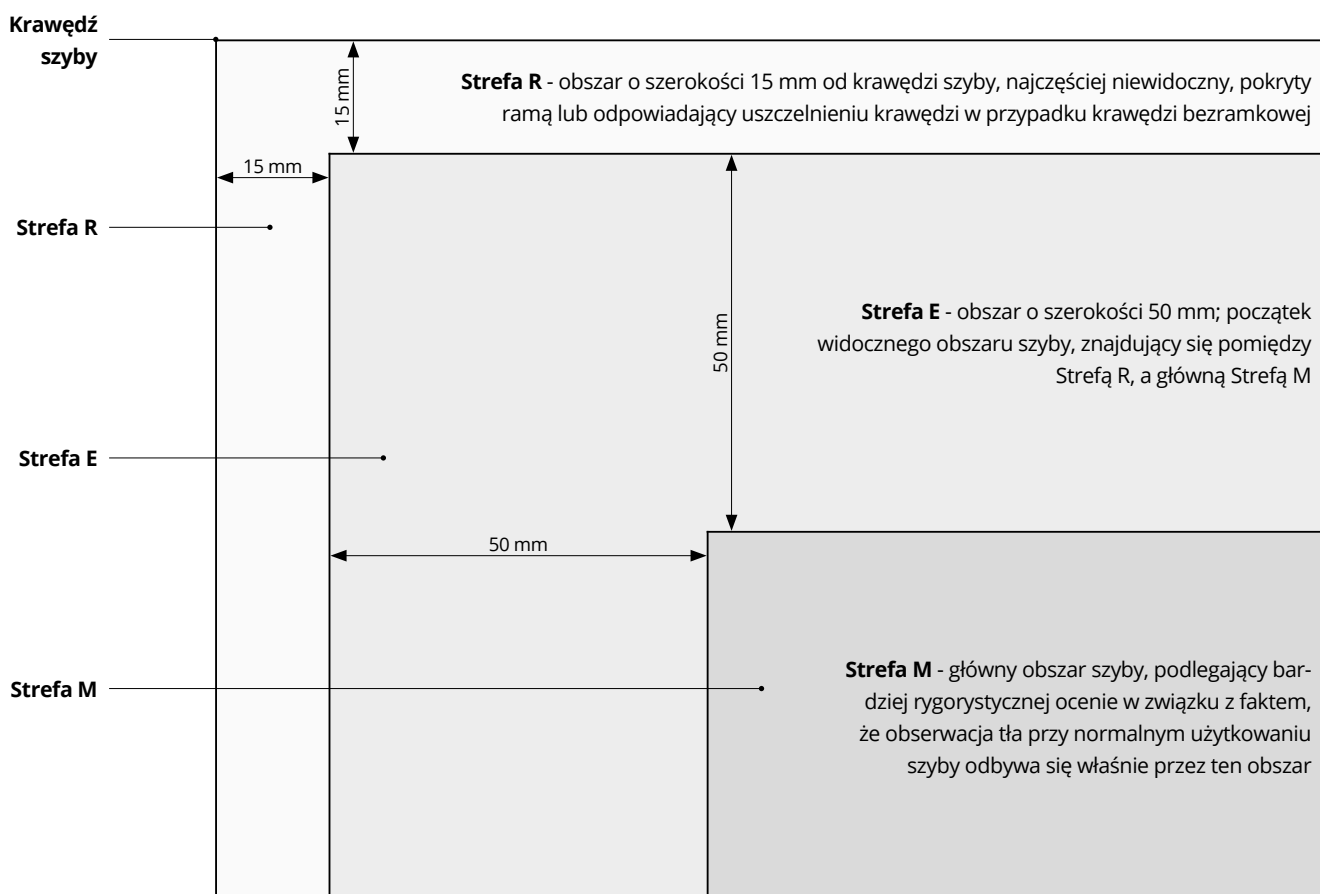 Krawędź
szyby
15 mm
Strefa R - obszar o szerokości 15 mm od krawędzi szyby, najczęściej niewidoczny, pokryty
ramą lub odpowiadający uszczelnieniu krawędzi w przypadku krawędzi bezramkowej
15 mm
Strefa R
Strefa E - obszar o szerokości 50 mm; początek
widocznego obszaru szyby, znajdujący się pomiędzy
Strefą R, a główną Strefą M
50 mm
Strefa E
50 mm
Strefa M - główny obszar szyby, podlegający bar-
dziej rygorystycznej ocenie w związku z faktem,
że obserwacja tła przy normalnym użytkowaniu
szyby odbywa się właśnie przez ten obszar
Strefa M